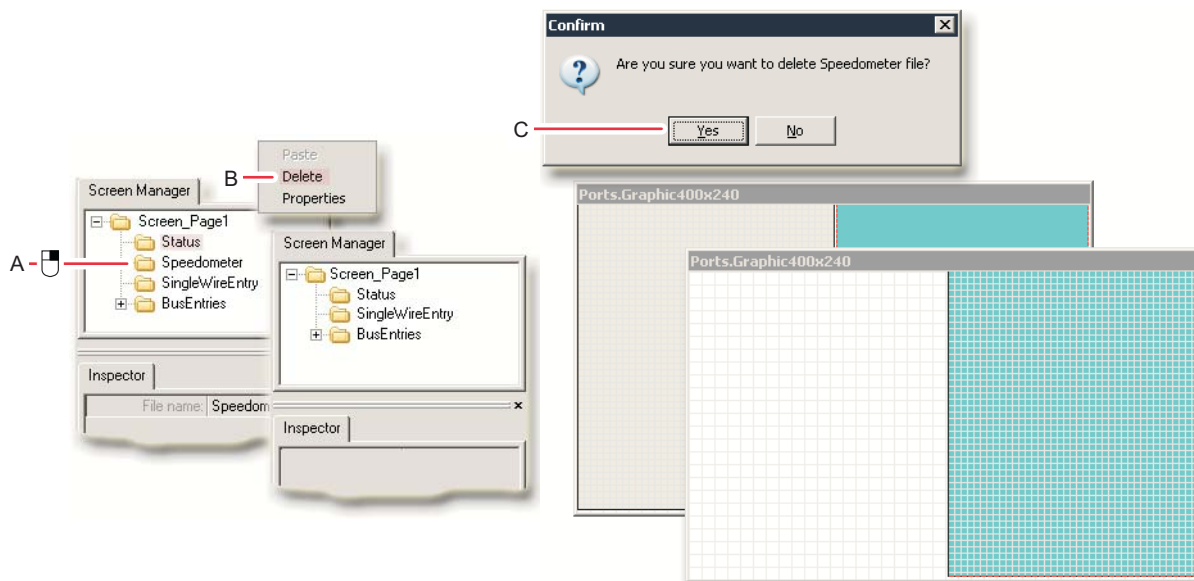 Confirm
Are you sure you want to delete Speedometer file?
C
Yes
No
Paste
B
Delete
Properties
Screen Manager
Screen_Page1
Status
A
Speedometer
SingleWireEntry
BusEntries
Inspector
File name: Speedom
Screen Manager
Screen_Page1
Status
SingleWireEntry
BusEntries
Inspector
Ports.Graphic400x240
Ports.Graphic400x240